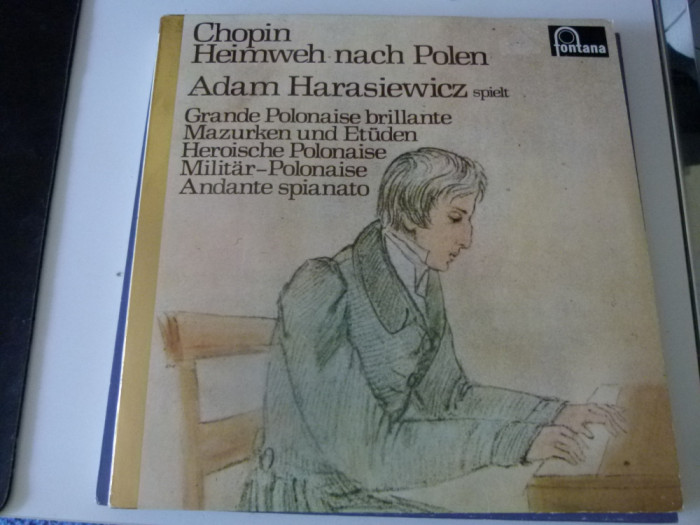 Chopin
Heimweh nach Polen
fontana
Adam Harasiewicz spielt
Grande Polonaise brillante
Mazurken und Etüden
Heroische Polonaise
Militär-Polonaise
Andante spianato